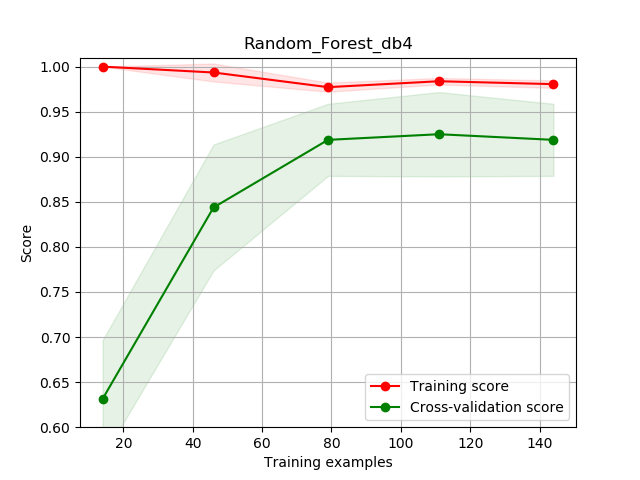 Random_Forest_db4
1.00
0.95
0.90
0.85
0.80
0.75
0.70
0.65
0.60
Score
20 40 60 80 100 120 140
Training examples
Training score
Cross-validation score